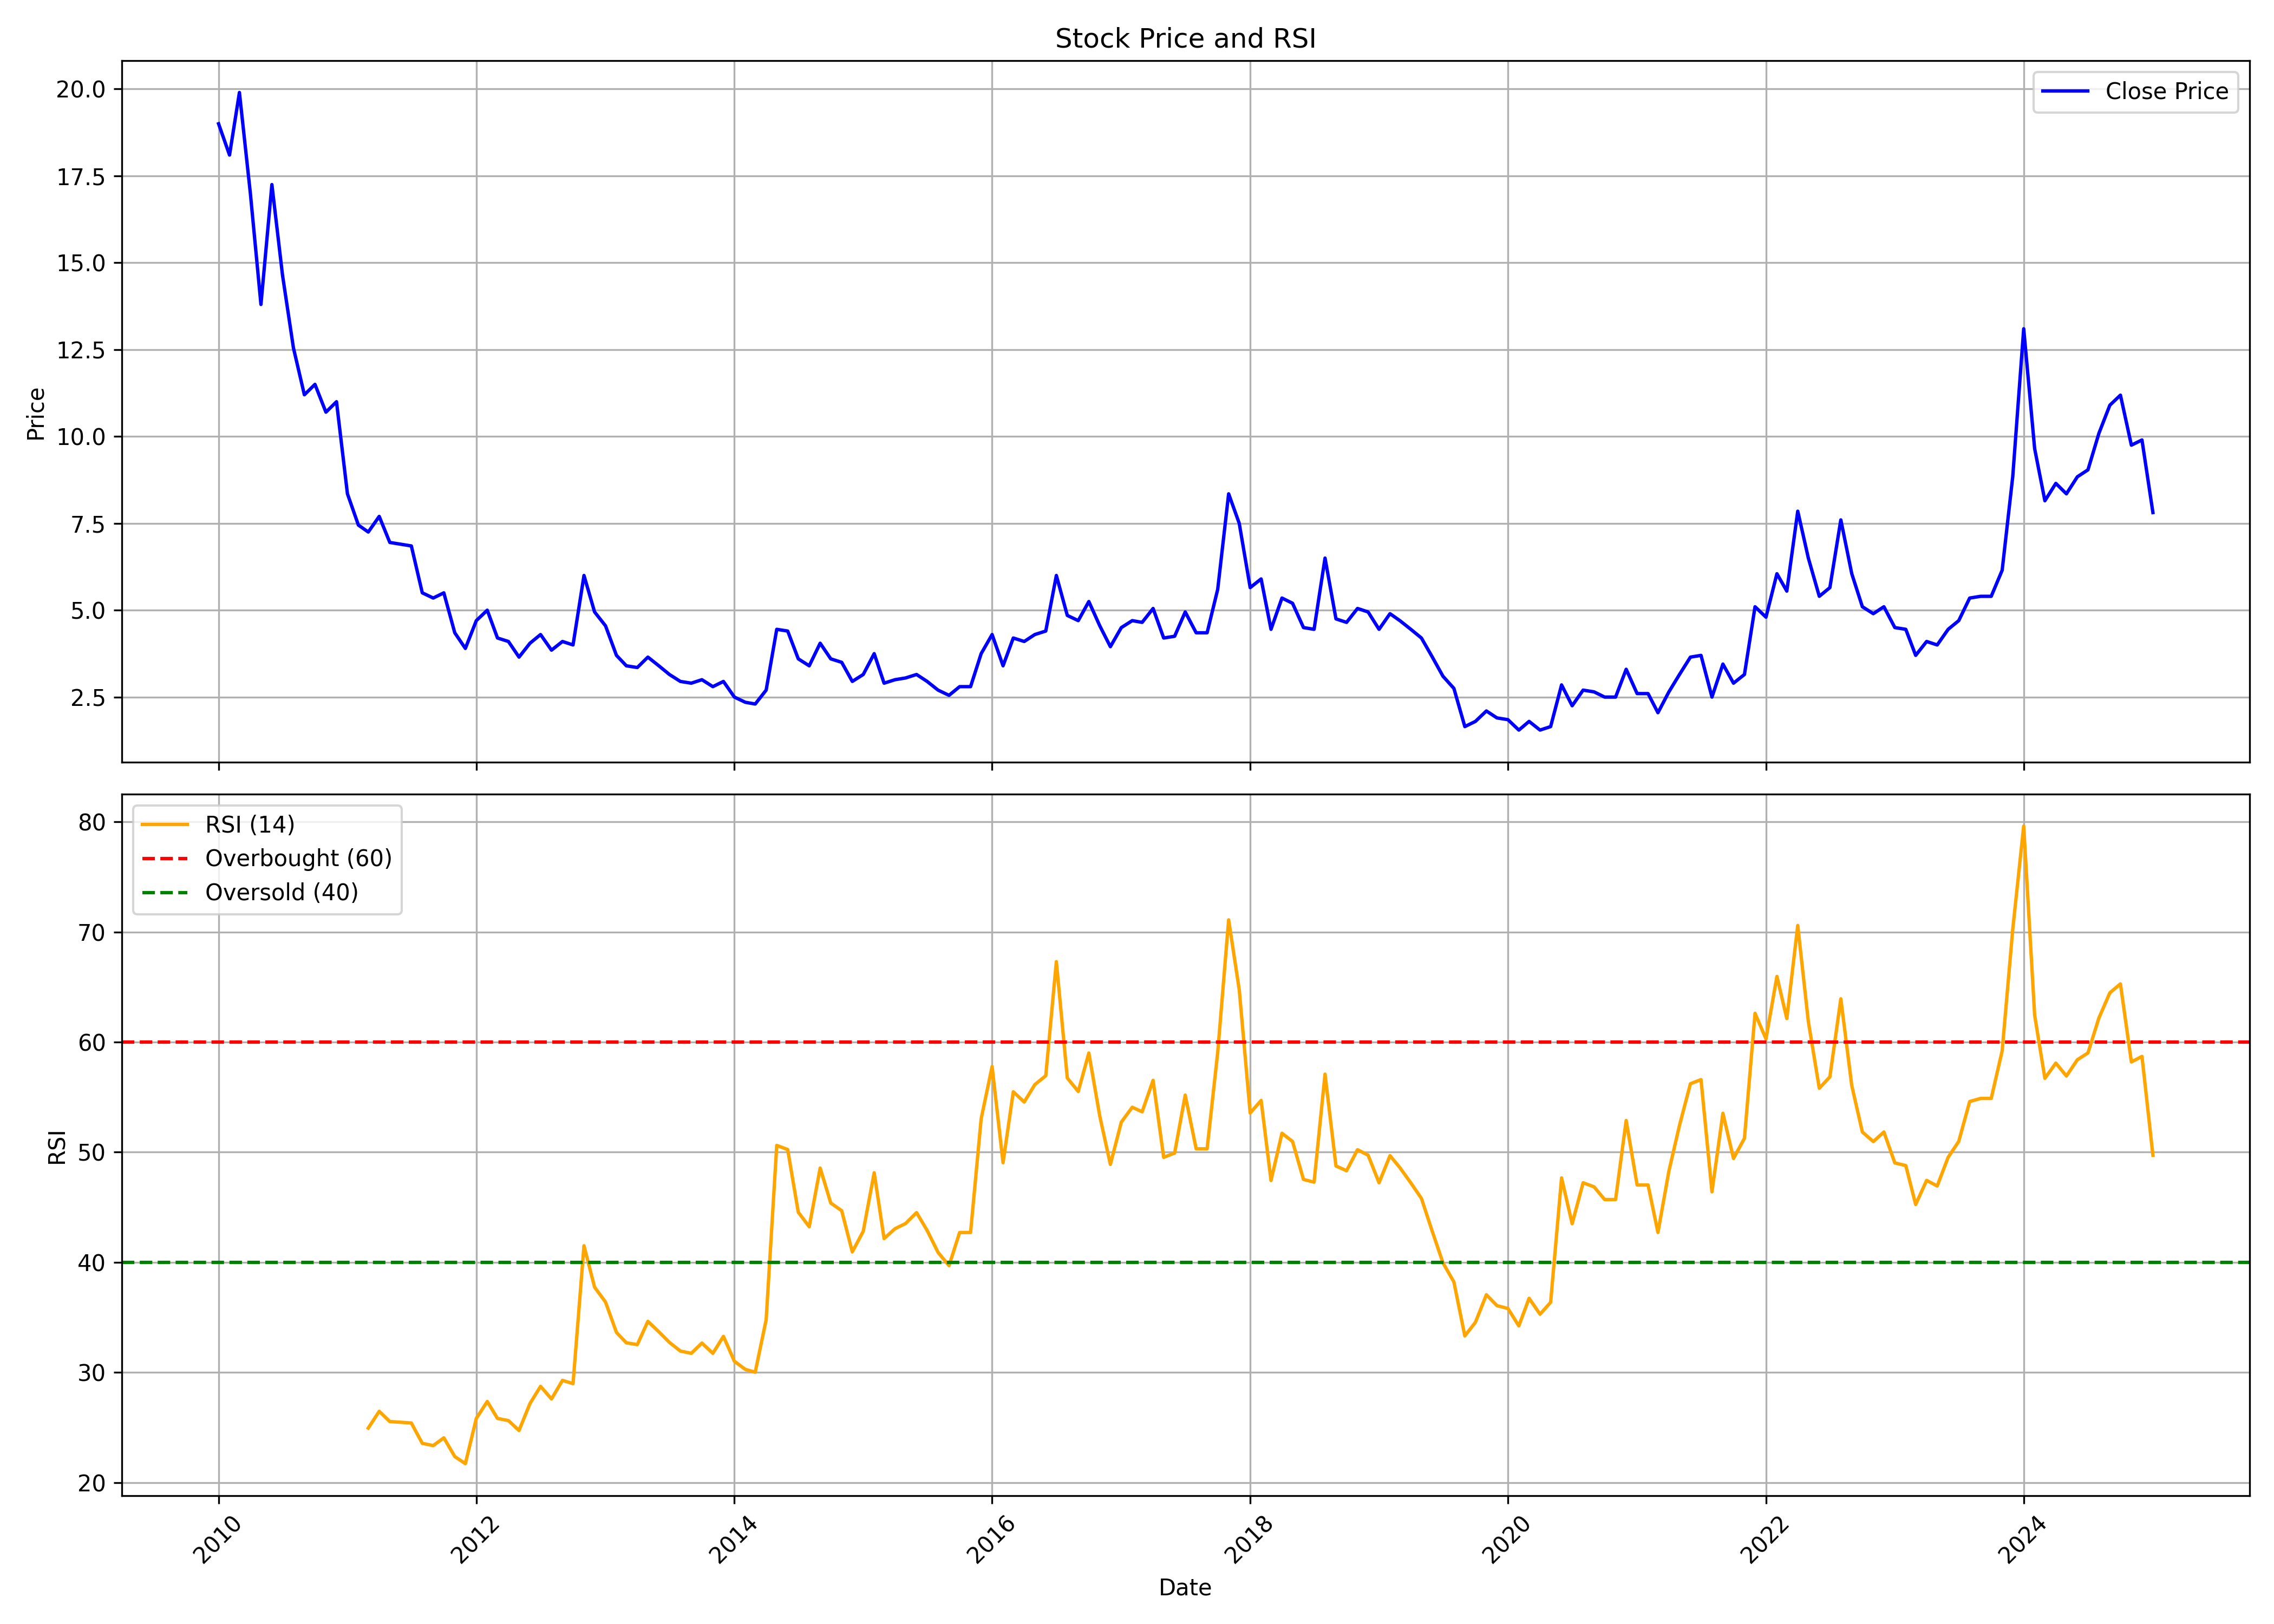 Stock Price and RSI
Close Price
20.0
17.5
15.0
12.5
10.0
7.5
5.0
2.5
Price
RSI (14)
Overbought (60)
Oversold (40)
80
70
60
50
40
30
20
RSI
2010
2012
2014
2016
2018
2020
2022
2024
Date